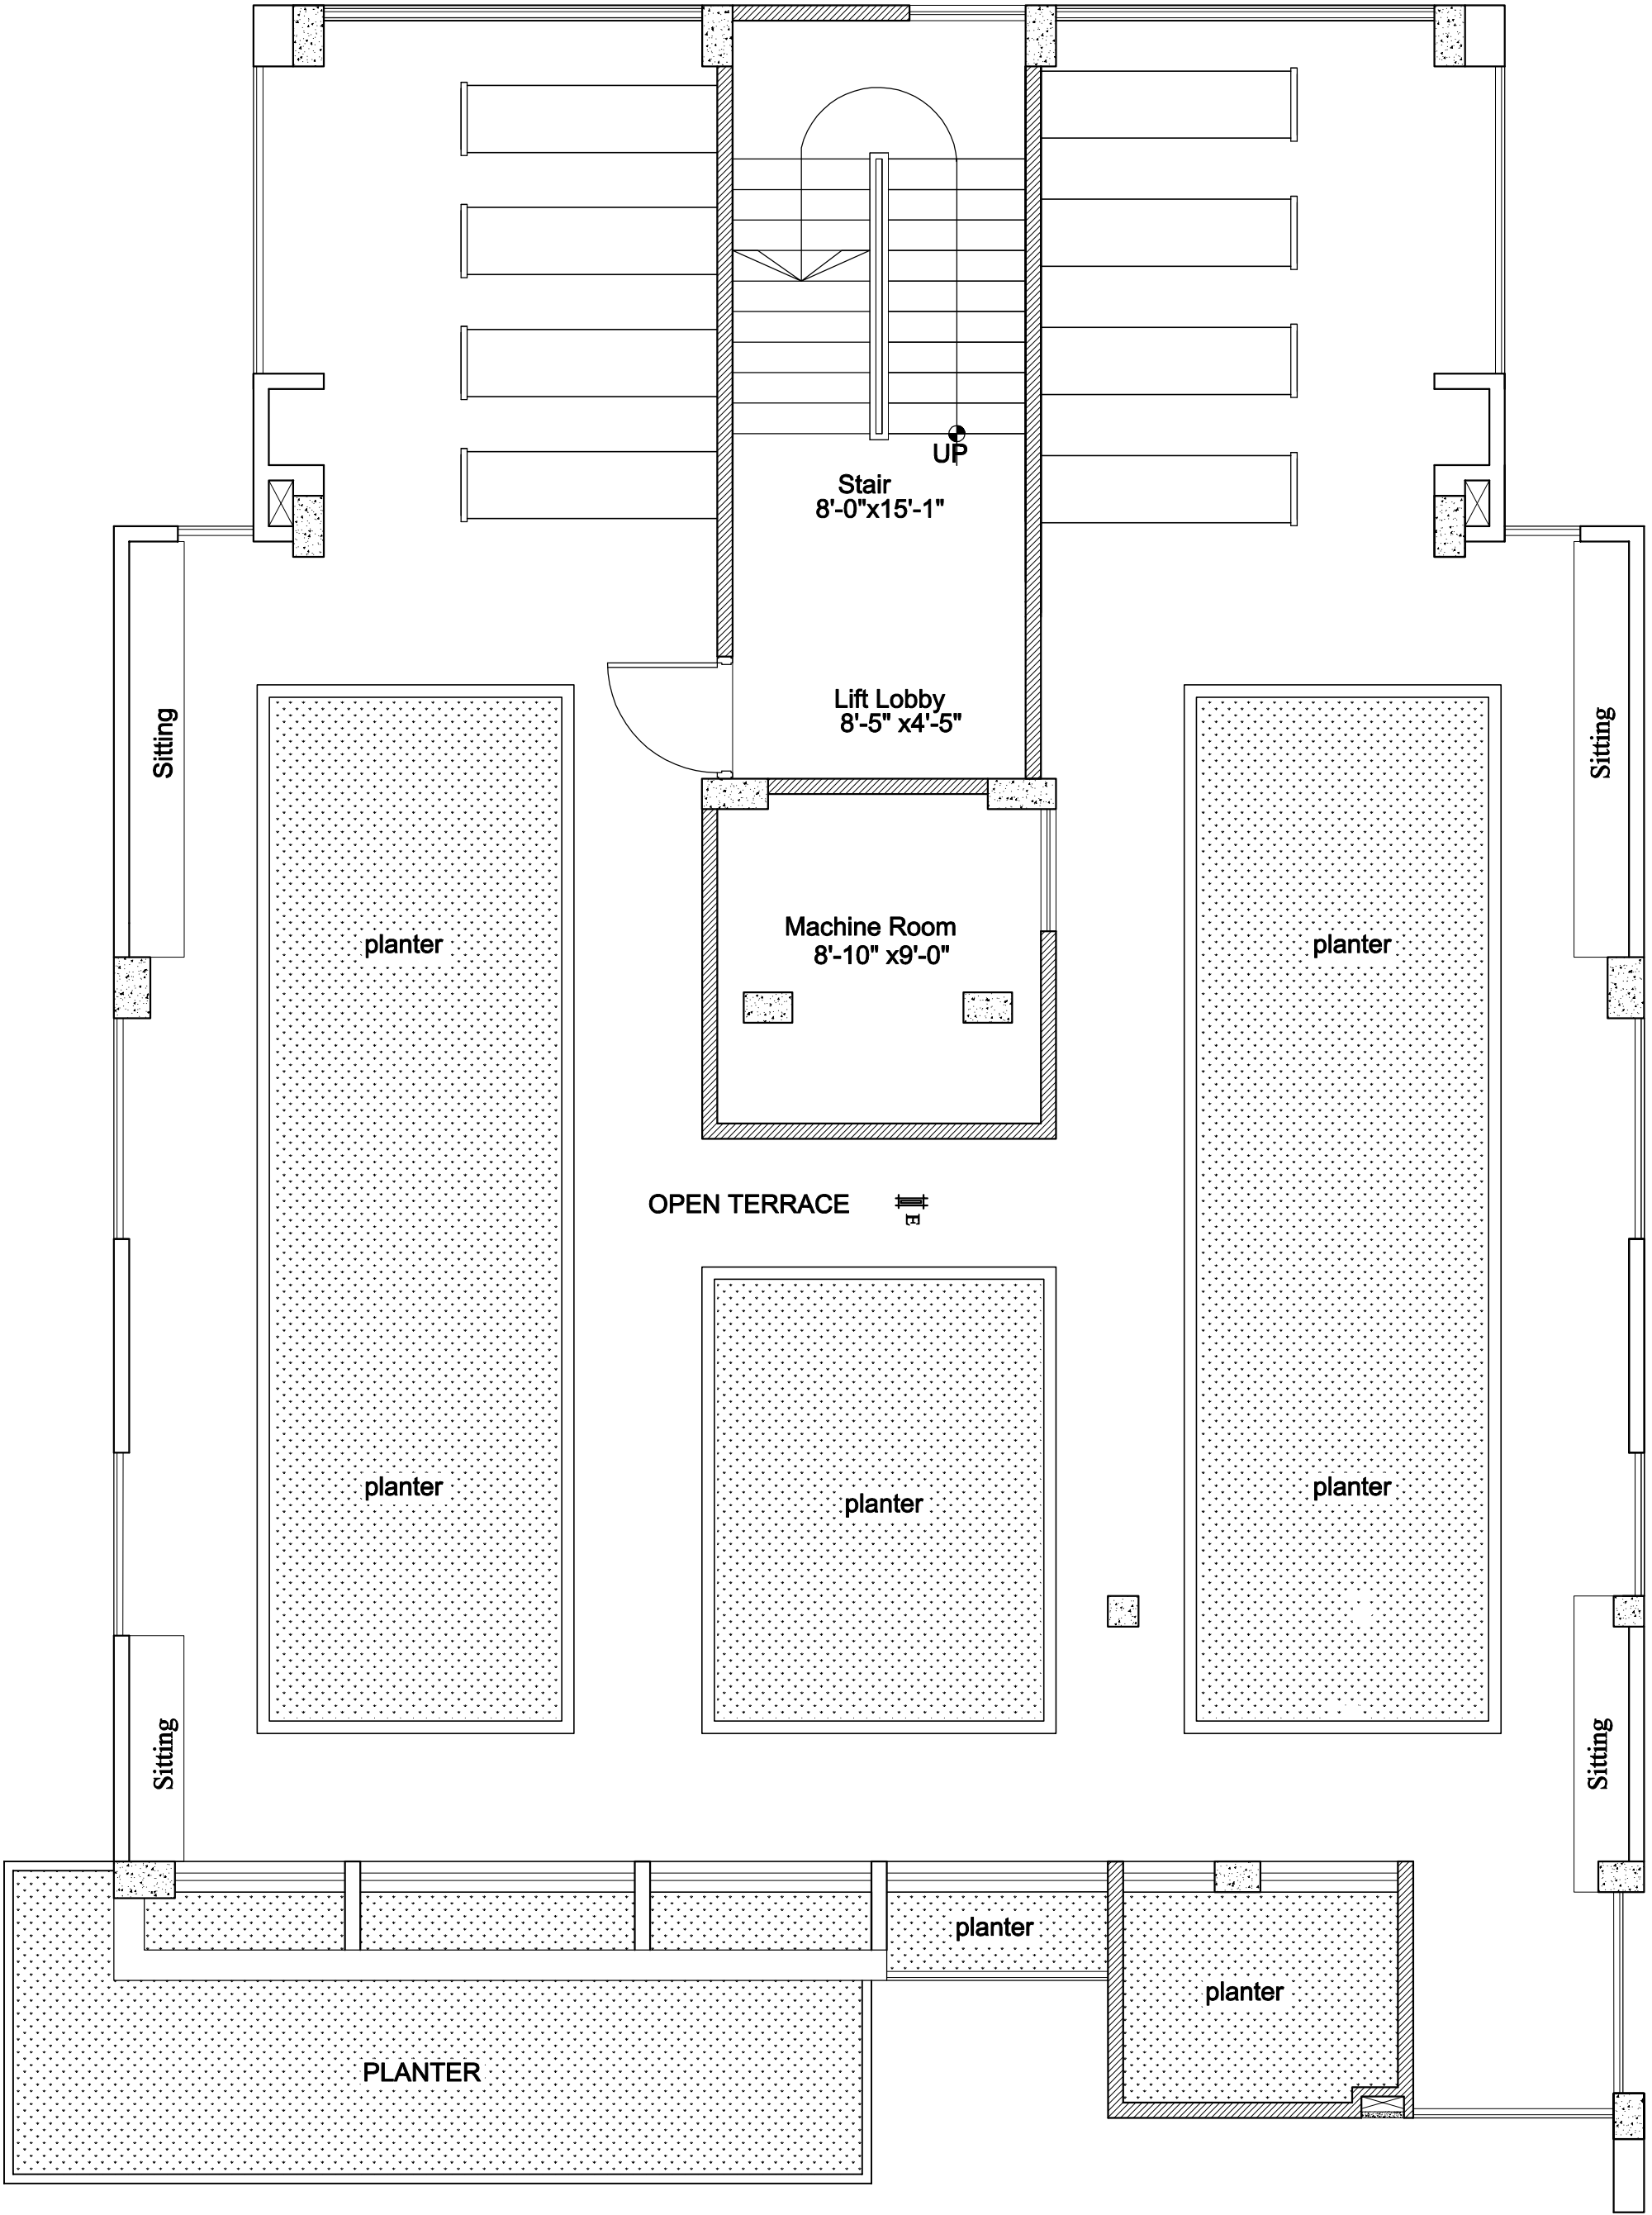 UP
Stair
8'-0"x15'-1"
Lift Lobby
8'-5" x4'-5"
Sitting
Sitting
Machine Room
8'-10" x9'-0"
planter
planter
OPEN TERRACE
E
planter
planter
planter
Sitting
Sitting
planter
planter
PLANTER